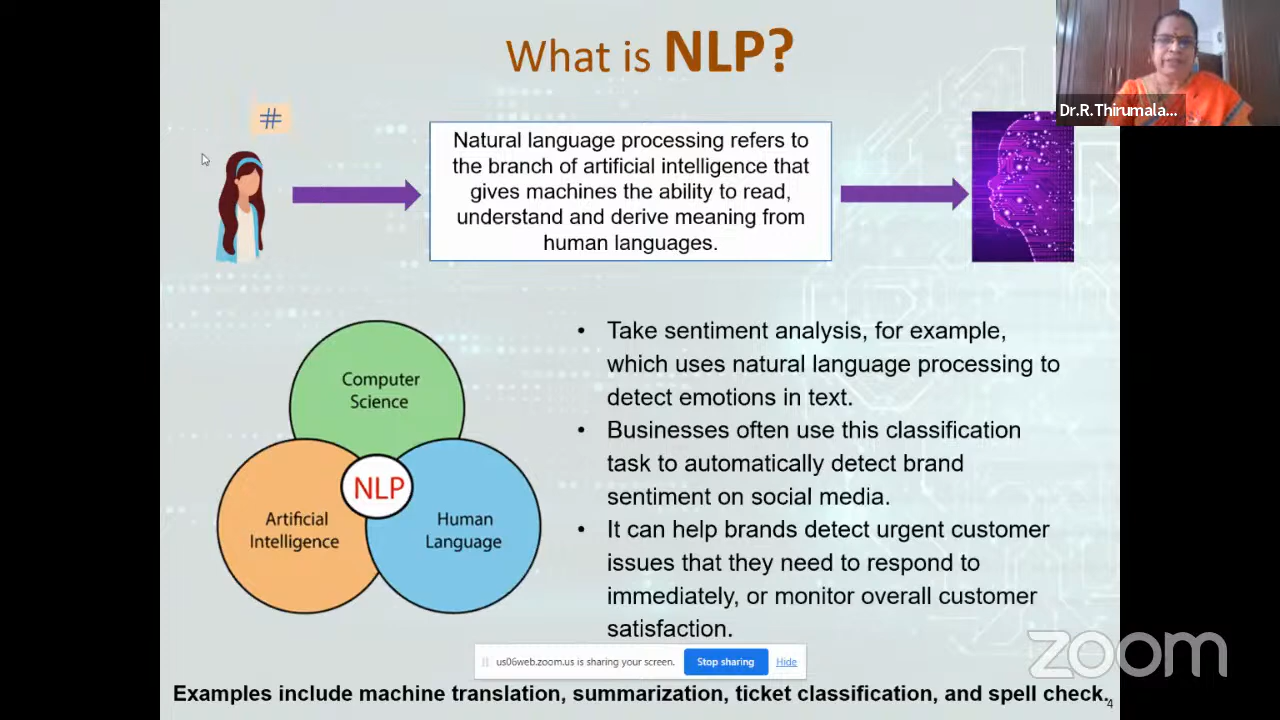 What is NLP?
Dr.R.Thirumala...
#
Natural language processing refers to
the branch of artificial intelligence that
gives machines the ability to read,
understand and derive meaning from
human languages.
Computer
Science
NLP
Artificial
Intelligence
Human
Language
• Take sentiment analysis, for example,
which uses natural language processing to
detect emotions in text.
• Businesses often use this classification
task to automatically detect brand
sentiment on social media.
• It can help brands detect urgent customer
issues that they need to respond to
immediately, or monitor overall customer
satisfaction.
us06web.zoom.us is sharing your screen.
Stop sharing
Hide
zoom
Examples include machine translation, summarization, ticket classification, and spell check.
4